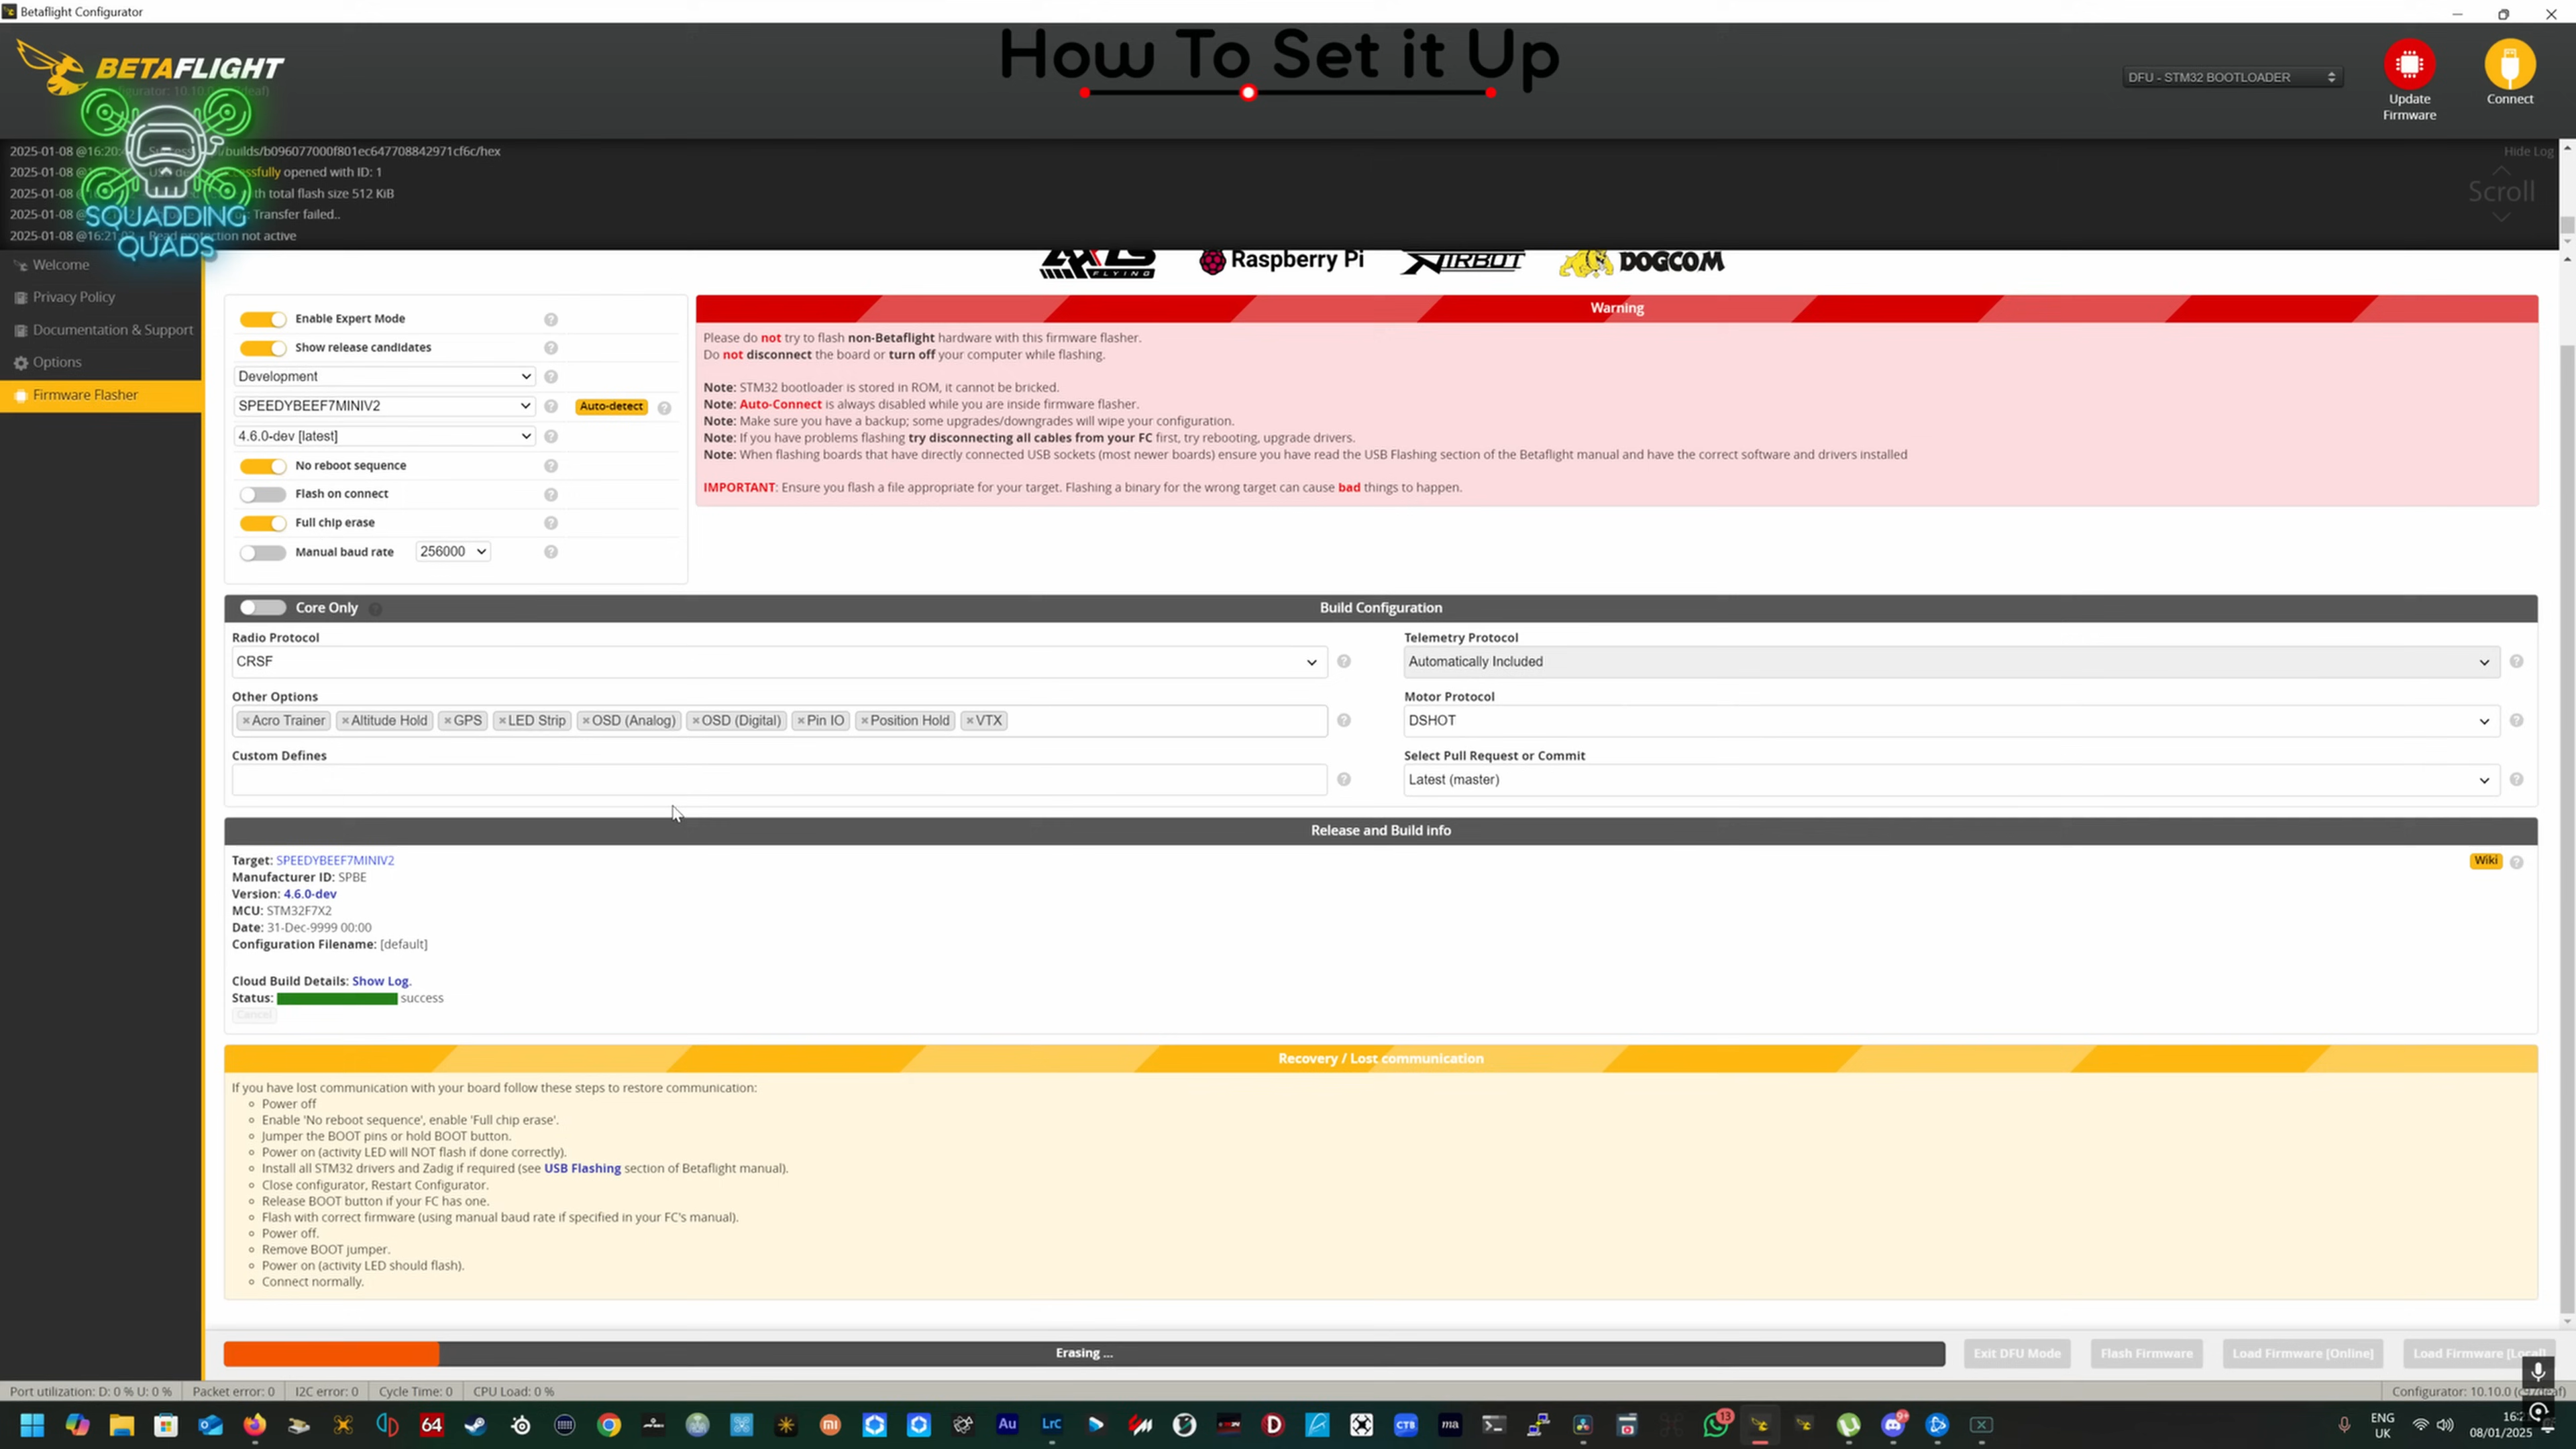 Betaflight Configurator
How To Set it Up
BETAFLIGHT
DFU - STM32 BOOTLOADER
Update
Firmware
Connect
2025-01-08 @16:20: /builds/b096077000f801ec647708842971cf6c/hex
2025-01-08 opened with ID: 1
2025-01-08 total flash size 512 KiB
2025-01-08 Transfer failed..
2025-01-08 @16:21: Read protection not active
Hide Log
Scroll
SQUADDING
QUADS
Welcome
Privacy Policy
Documentation & Support
Options
Firmware Flasher
FLYING
Raspberry Pi
AIRBOT
DOGCOM
Enable Expert Mode
Show release candidates
Development
SPEEDYBEEF7MINIV2
Auto-detect
4.6.0-dev [latest]
No reboot sequence
Flash on connect
Full chip erase
Manual baud rate 256000
Warning
Please do not try to flash non-Betaflight hardware with this firmware flasher.
Do not disconnect the board or turn off your computer while flashing.
Note: STM32 bootloader is stored in ROM, it cannot be bricked.
Note: Auto-Connect is always disabled while you are inside firmware flasher.
Note: Make sure you have a backup; some upgrades/downgrades will wipe your configuration.
Note: If you have problems flashing try disconnecting all cables from your FC first, try rebooting, upgrade drivers.
Note: When flashing boards that have directly connected USB sockets (most newer boards) ensure you have read the USB Flashing section of the Betaflight manual and have the correct software and drivers installed
IMPORTANT: Ensure you flash a file appropriate for your target. Flashing a binary for the wrong target can cause bad things to happen.
Core Only
Build Configuration
Radio Protocol
CRSF
Telemetry Protocol
Automatically Included
Other Options
× Acro Trainer × Altitude Hold × GPS × LED Strip × OSD (Analog) × OSD (Digital) × Pin IO × Position Hold × VTX
Motor Protocol
DSHOT
Custom Defines
Select Pull Request or Commit
Latest (master)
Release and Build info
Target: SPEEDYBEEF7MINIV2
Wiki
Manufacturer ID: SPBE
Version: 4.6.0-dev
MCU: STM32F7X2
Date: 31-Dec-9999 00:00
Configuration Filename: [default]
Cloud Build Details: Show Log.
Status: success
Cancel
Recovery / Lost communication
If you have lost communication with your board follow these steps to restore communication:
Power off
Enable 'No reboot sequence', enable 'Full chip erase'.
Jumper the BOOT pins or hold BOOT button.
Power on (activity LED will NOT flash if done correctly).
Install all STM32 drivers and Zadig if required (see USB Flashing section of Betaflight manual).
Close configurator, Restart Configurator.
Release BOOT button if your FC has one.
Flash with correct firmware (using manual baud rate if specified in your FC's manual).
Power off.
Remove BOOT jumper.
Power on (activity LED should flash).
Connect normally.
Erasing ...
Exit DFU Mode
Flash Firmware
Load Firmware [Online]
Load Firmware [Local]
Port utilization: D: 0 % U: 0 %
Packet error: 0
I2C error: 0
Cycle Time: 0
CPU Load: 0 %
Configurator: 10.10.0
64
Au
LrC
CTB
ma
13
9+
ENG
UK
08/01/2025